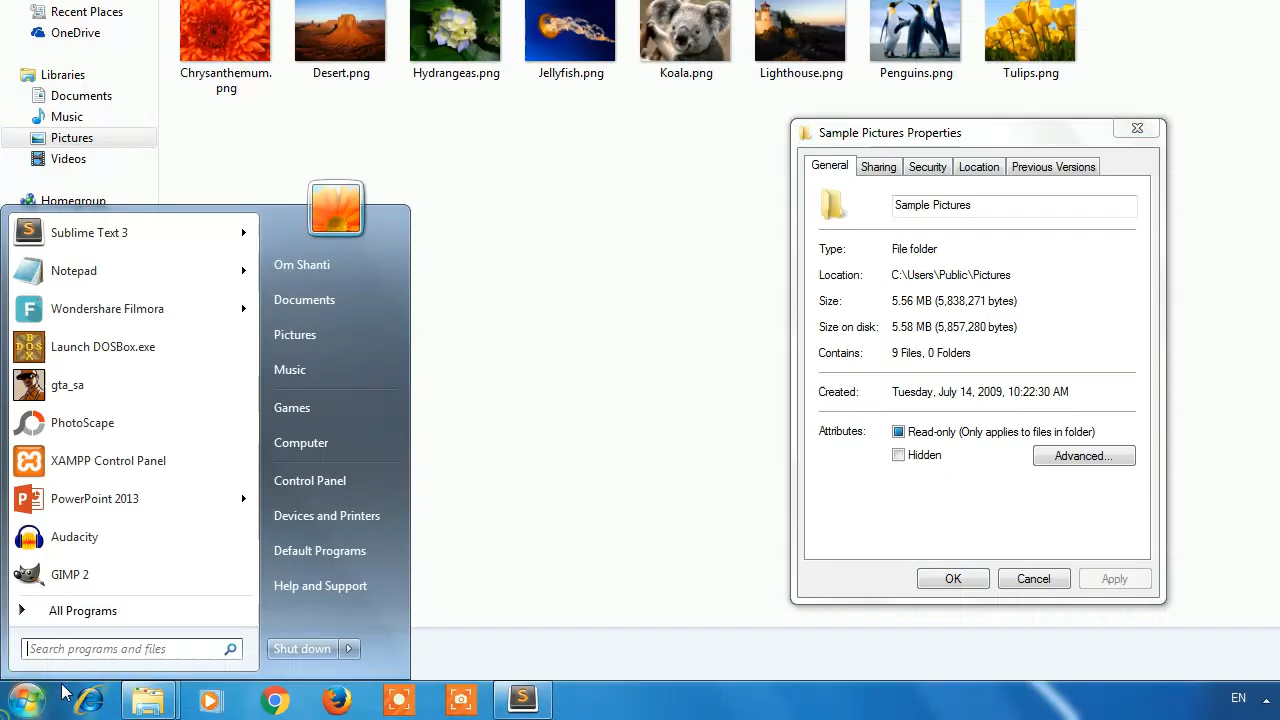 Recent Places
OneDrive
Libraries
Documents
Music
Pictures
Videos
Homegroup
Chrysanthemum.
png
Desert.png
Hydrangeas.png
Jellyfish.png
Koala.png
Lighthouse.png
Penguins.png
Tulips.png
Sublime Text 3
Notepad
Wondershare Filmora
Launch DOSBox.exe
gta_sa
PhotoScape
XAMPP Control Panel
PowerPoint 2013
Audacity
GIMP 2
All Programs
Search programs and files
Om Shanti
Documents
Pictures
Music
Games
Computer
Control Panel
Devices and Printers
Default Programs
Help and Support
Shut down
Sample Pictures Properties
General Sharing Security Location Previous Versions
Sample Pictures
Type: File folder
Location: C:\Users\Public\Pictures
Size: 5.56 MB (5,838,271 bytes)
Size on disk: 5.58 MB (5,857,280 bytes)
Contains: 9 Files, 0 Folders
Created: Tuesday, July 14, 2009, 10:22:30 AM
Attributes: Read-only (Only applies to files in folder)
Hidden Advanced...
OK Cancel Apply
EN